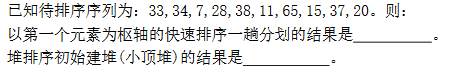 已知待排序序列为：33,34,7,28,38,11,65,15,37,20。则：
以第一个元素为枢轴的快速排序一趟分划的结果是__________。
堆排序初始建堆(小顶堆)的结果是___________。